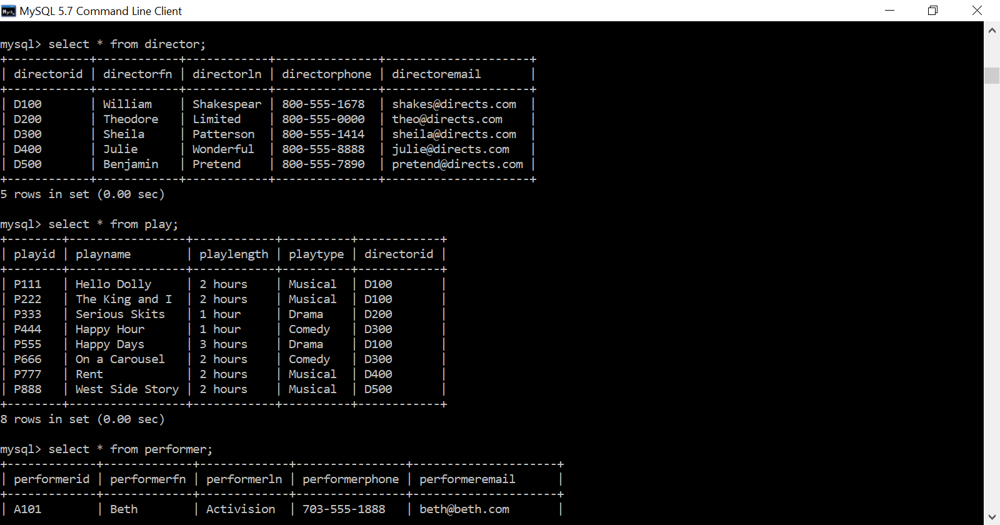 MySQL 5.7 Command Line Client
mysql> select * from director;
+------------+------------+------------+---------------+---------------------+
| directorid | directorfn | directorln | directorphone | directoremail       |
+------------+------------+------------+---------------+---------------------+
| D100       | William    | Shakespear | 800-555-1678  | shakes@directs.com  |
| D200       | Theodore   | Limited    | 800-555-0000  | theo@directs.com    |
| D300       | Sheila     | Patterson  | 800-555-1414  | sheila@directs.com  |
| D400       | Julie      | Wonderful  | 800-555-8888  | julie@directs.com   |
| D500       | Benjamin   | Pretend    | 800-555-7890  | pretend@directs.com |
+------------+------------+------------+---------------+---------------------+
5 rows in set (0.00 sec)
mysql> select * from play;
+--------+-----------------+------------+----------+------------+
| playid | playname        | playlength | playtype | directorid |
+--------+-----------------+------------+----------+------------+
| P111   | Hello Dolly     | 2 hours    | Musical  | D100       |
| P222   | The King and I  | 2 hours    | Musical  | D100       |
| P333   | Serious Skits   | 1 hour     | Drama    | D200       |
| P444   | Happy Hour      | 1 hour     | Comedy   | D300       |
| P555   | Happy Days      | 3 hours    | Drama    | D100       |
| P666   | On a Carousel   | 2 hours    | Comedy   | D300       |
| P777   | Rent            | 2 hours    | Musical  | D400       |
| P888   | West Side Story | 2 hours    | Musical  | D500       |
+--------+-----------------+------------+----------+------------+
8 rows in set (0.00 sec)
mysql> select * from performer;
+-------------+-------------+-------------+----------------+---------------------+
| performerid | performerfn | performerln | performerphone | performeremail      |
+-------------+-------------+-------------+----------------+---------------------+
| A101        | Beth        | Activision  | 703-555-1888   | beth@beth.com       |